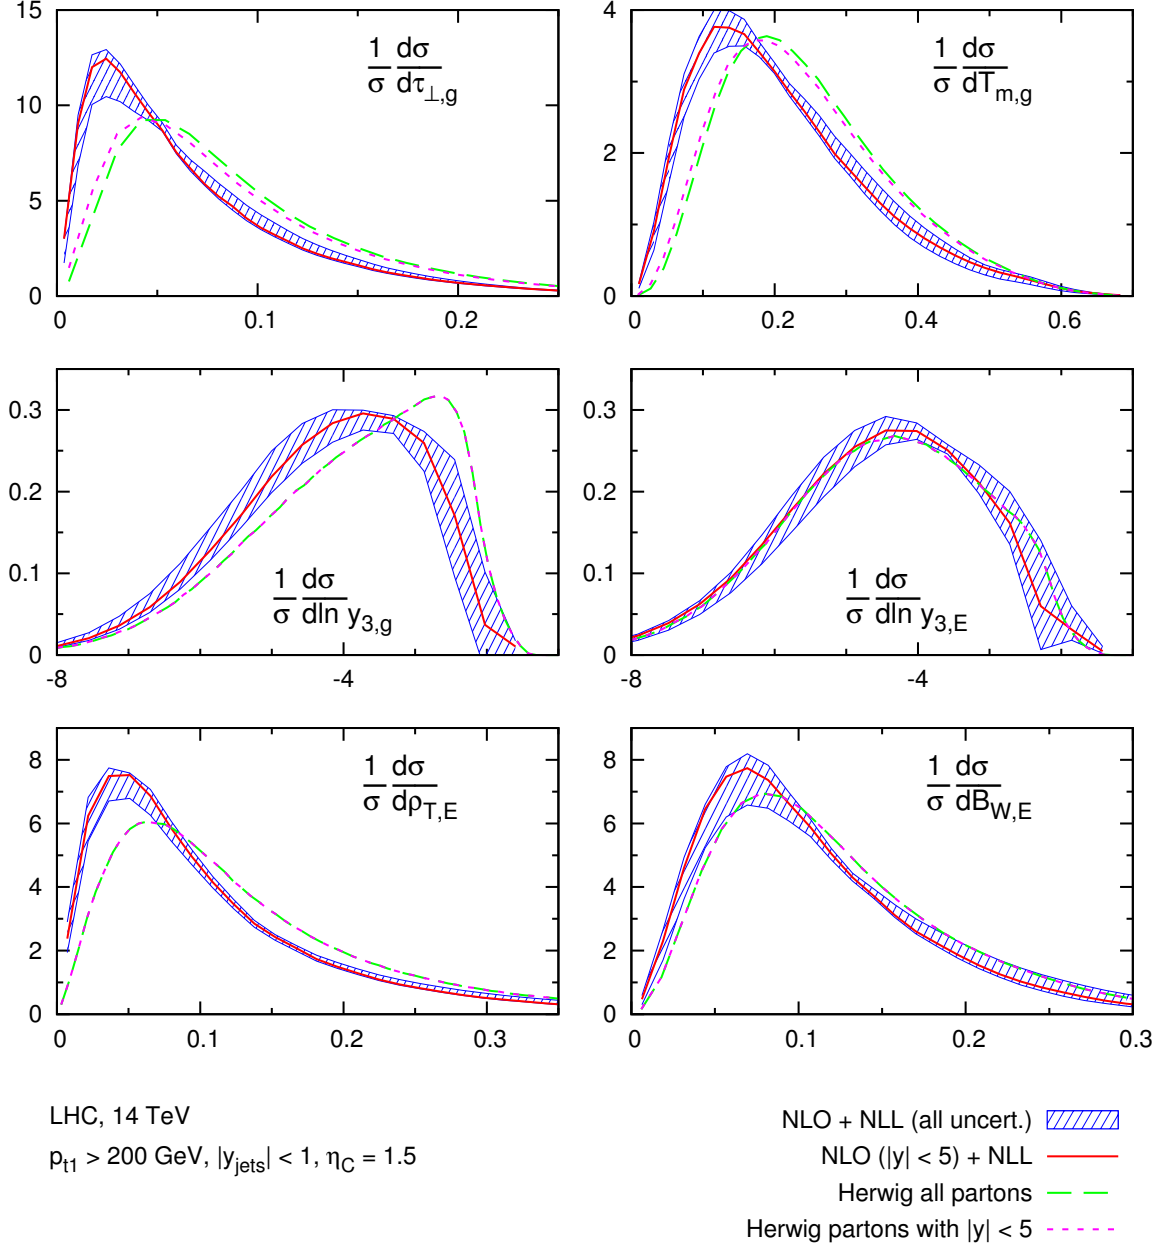 15
10
5
0
0
0.1
0.2
1 dσ
σ dτ⊥,g
4
2
0
0
0.2
0.4
0.6
1 dσ
σ dTm,g
0.3
0.2
0.1
0
-8
-4
1 dσ
σ dln y3,g
0.3
0.2
0.1
0
-8
-4
1 dσ
σ dln y3,E
8
6
4
2
0
0
0.1
0.2
0.3
1 dσ
σ dρT,E
8
6
4
2
0
0
0.1
0.2
0.3
1 dσ
σ dBW,E
LHC, 14 TeV
pt1 > 200 GeV, |yjets| < 1, ηC = 1.5
NLO + NLL (all uncert.)
NLO (|y| < 5) + NLL
Herwig all partons
Herwig partons with |y| < 5